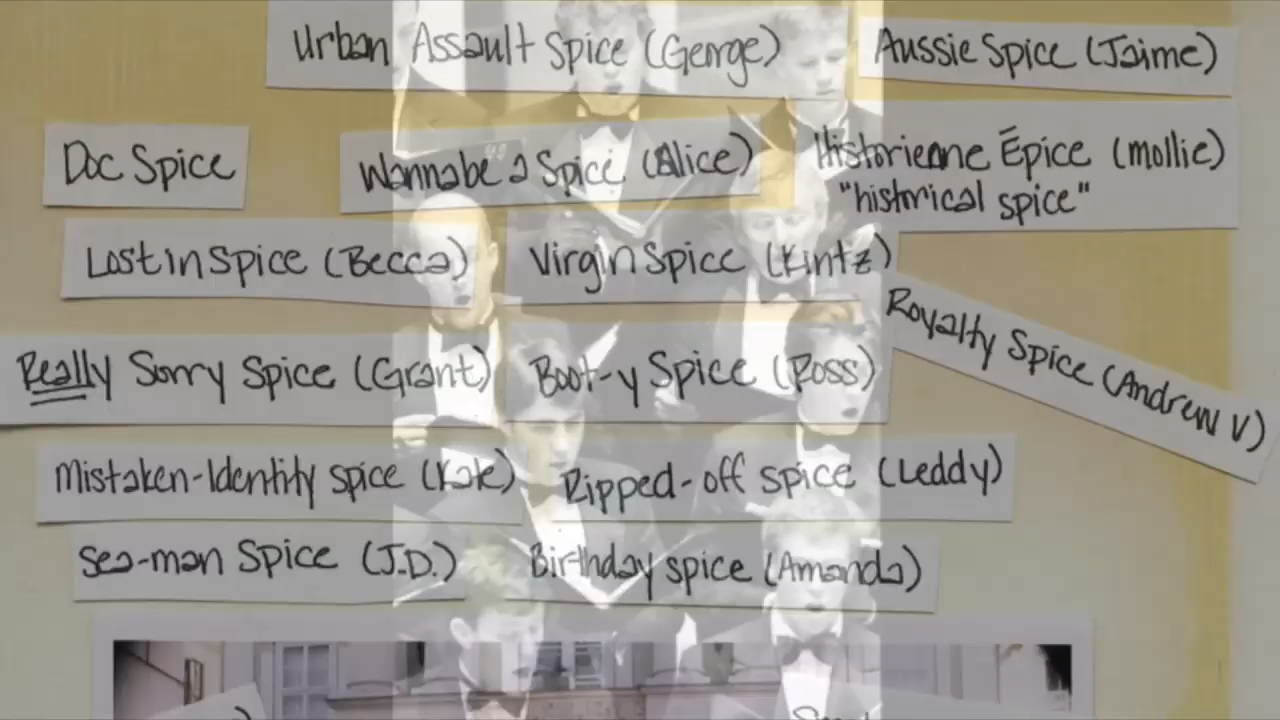 Urban Assault Spice (George)
Aussie Spice (Jaime)
Doc Spice
Wannabe a Spice (Alice)
Historienne Épice (Mollie)
"historical spice"
Lost in Spice (Becca)
Virgin Spice (Kintz)
Royalty Spice (Andrew V)
Really Sorry Spice (Grant)
Boot-y Spice (Ross)
Mistaken-Identity spice (Kate)
Ripped-off spice (Leddy)
Sea-man Spice (J.D.)
Birthday spice (Amanda)